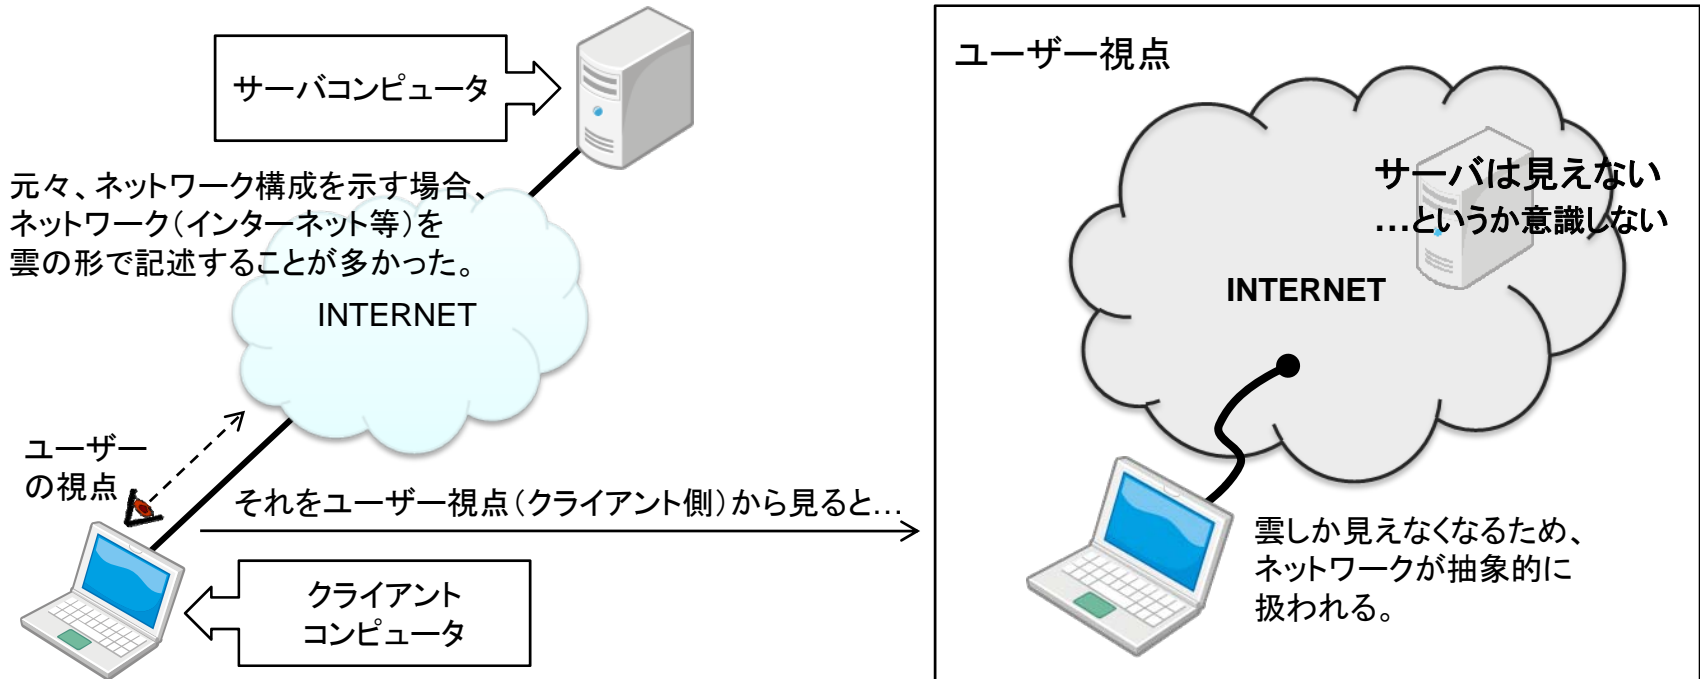 サーバコンピュータ
元々、ネットワーク構成を示す場合、
ネットワーク（インターネット等）を
雲の形で記述することが多かった。
INTERNET
ユーザー
の視点
それをユーザー視点（クライアント側）から見ると…
クライアント
コンピュータ
ユーザー視点
サーバは見えない
…というか意識しない
INTERNET
雲しか見えなくなるため、
ネットワークが抽象的に
扱われる。